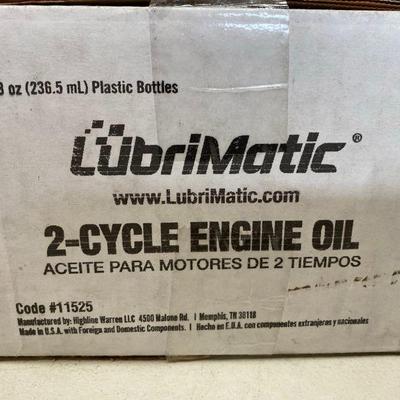 8 oz (236.5 mL) Plastic Bottles
LubriMatic®
www.LubriMatic.com
2-CYCLE ENGINE OIL
ACEITE PARA MOTORES DE 2 TIEMPOS
Code #11525
Manufactured by: Highline Warren LLC 4500 Malone Rd. | Memphis, TN 38118
Made in U.S.A. with Foreign and Domestic Components. | Hecho en E.U.A. con componentes extranjeros y nacionales